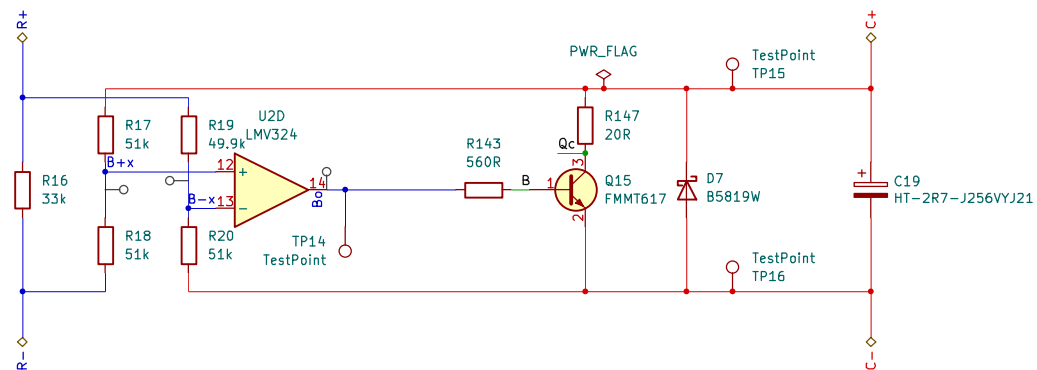 R+
C+
PWR_FLAG
TestPoint
TP15
R17
51k
R19
49.9k
U2D
LMV324
R147
20R
Qc
R143
560R
B+x
12
+
14
Bo
B-x
13
−
R16
33k
B
1
3
2
Q15
FMMT617
D7
B5819W
+
C19
HT-2R7-J256VYJ21
R18
51k
R20
51k
TP14
TestPoint
TestPoint
TP16
R-
C-